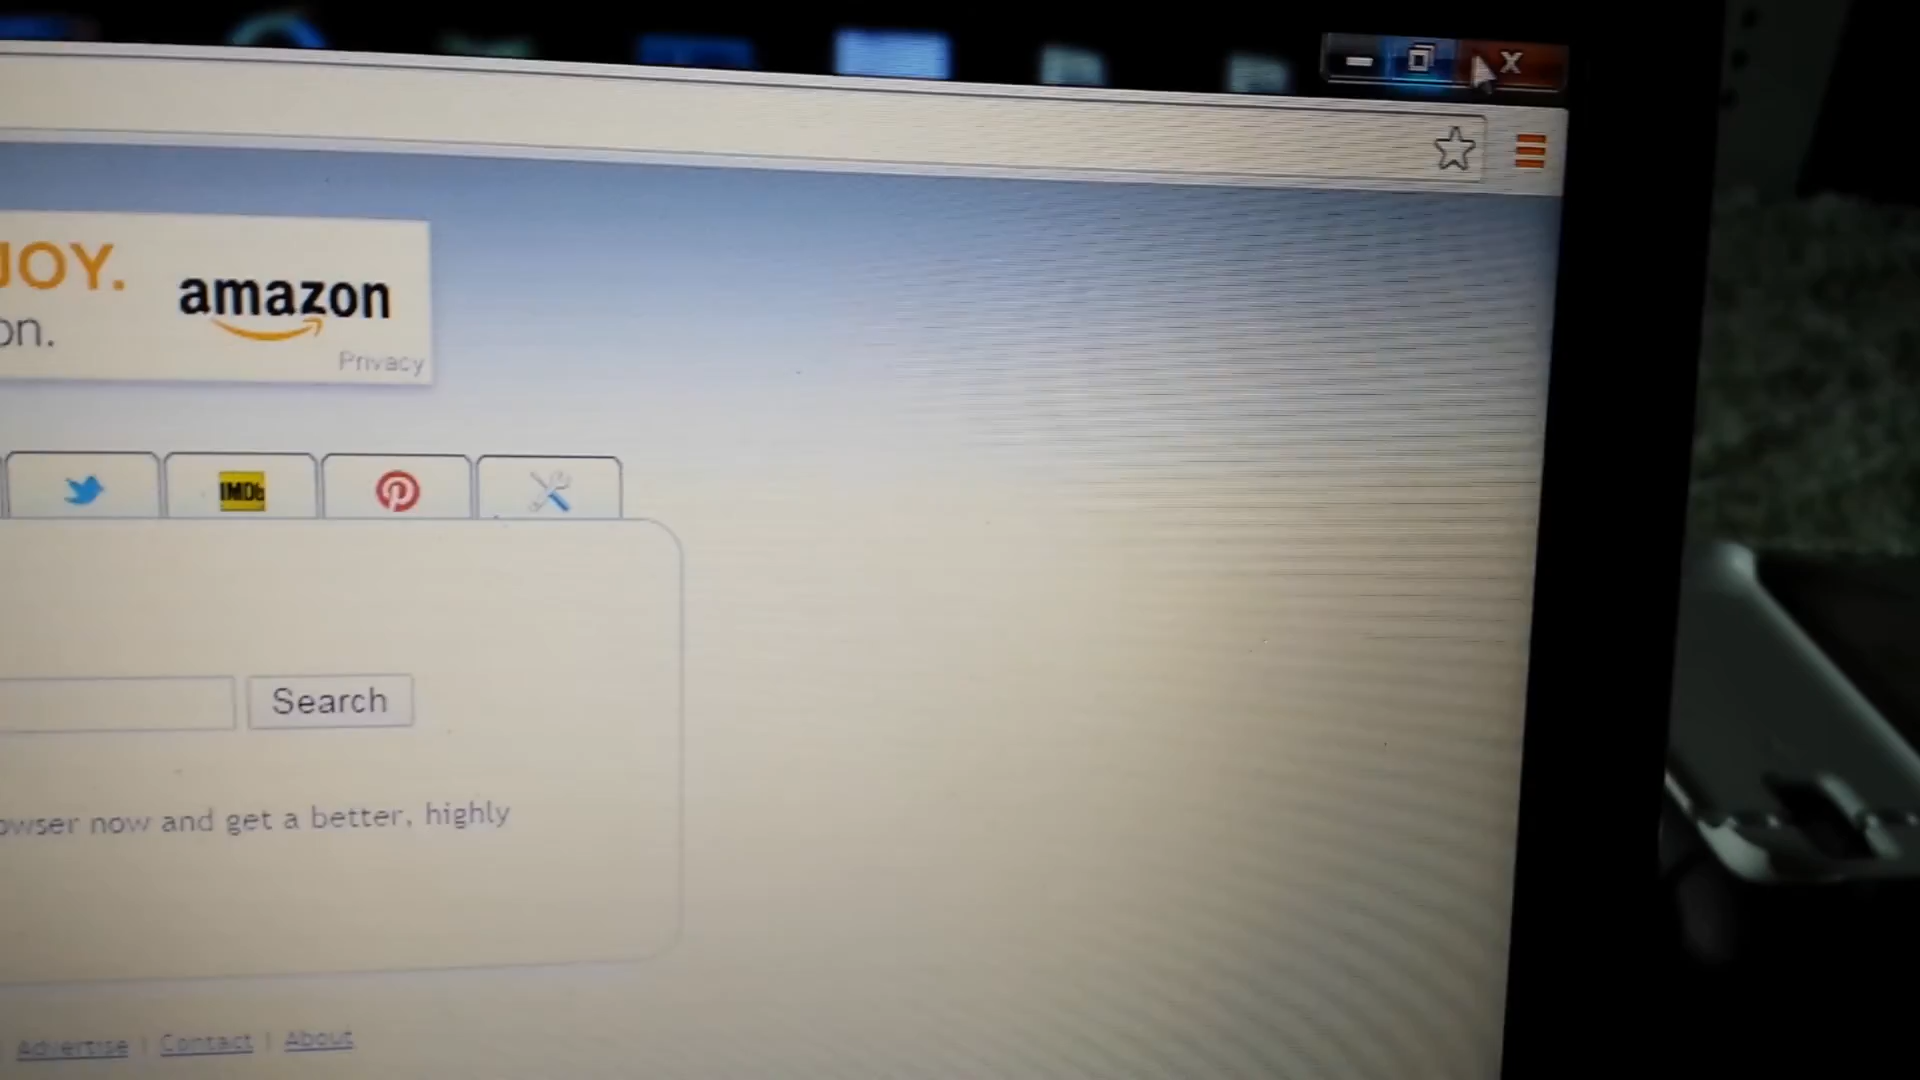 JOY.
amazon
on.
Privacy
IMDb
Search
owser now and get a better, highly
Advertise | Contact | About